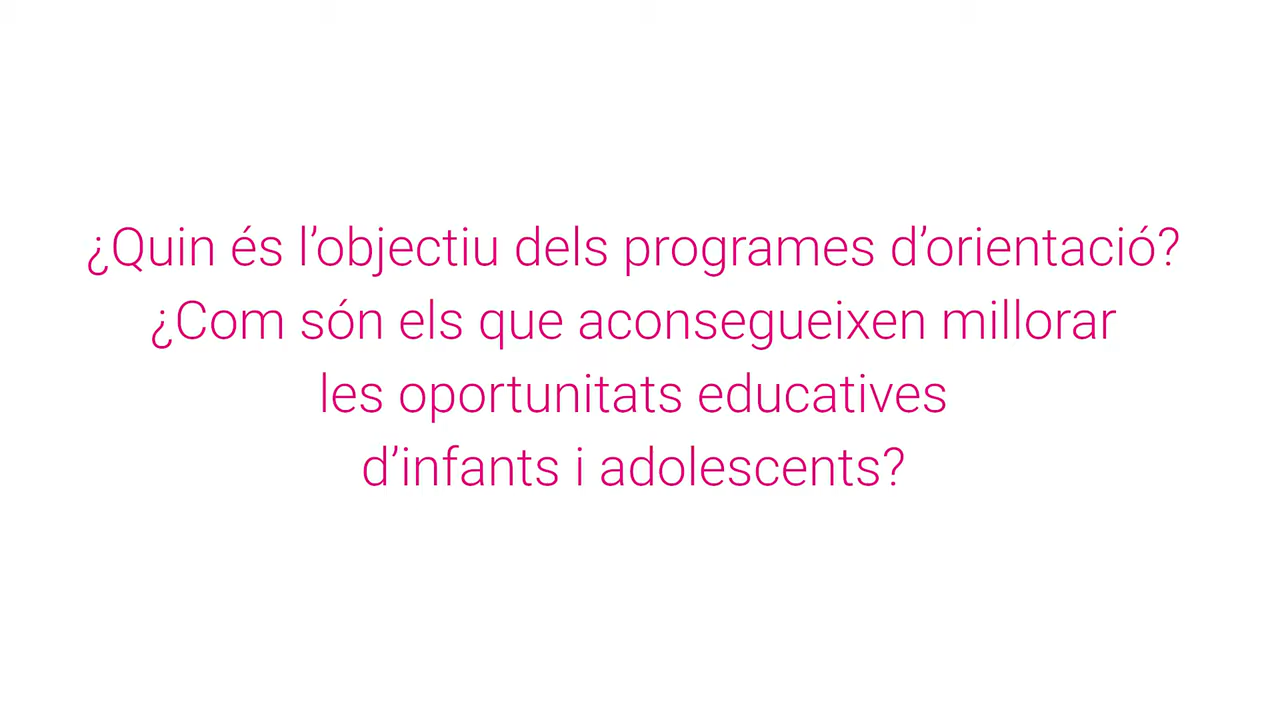 ¿Quin és l’objectiu dels programes d’orientació?
¿Com són els que aconsegueixen millorar
les oportunitats educatives
d’infants i adolescents?